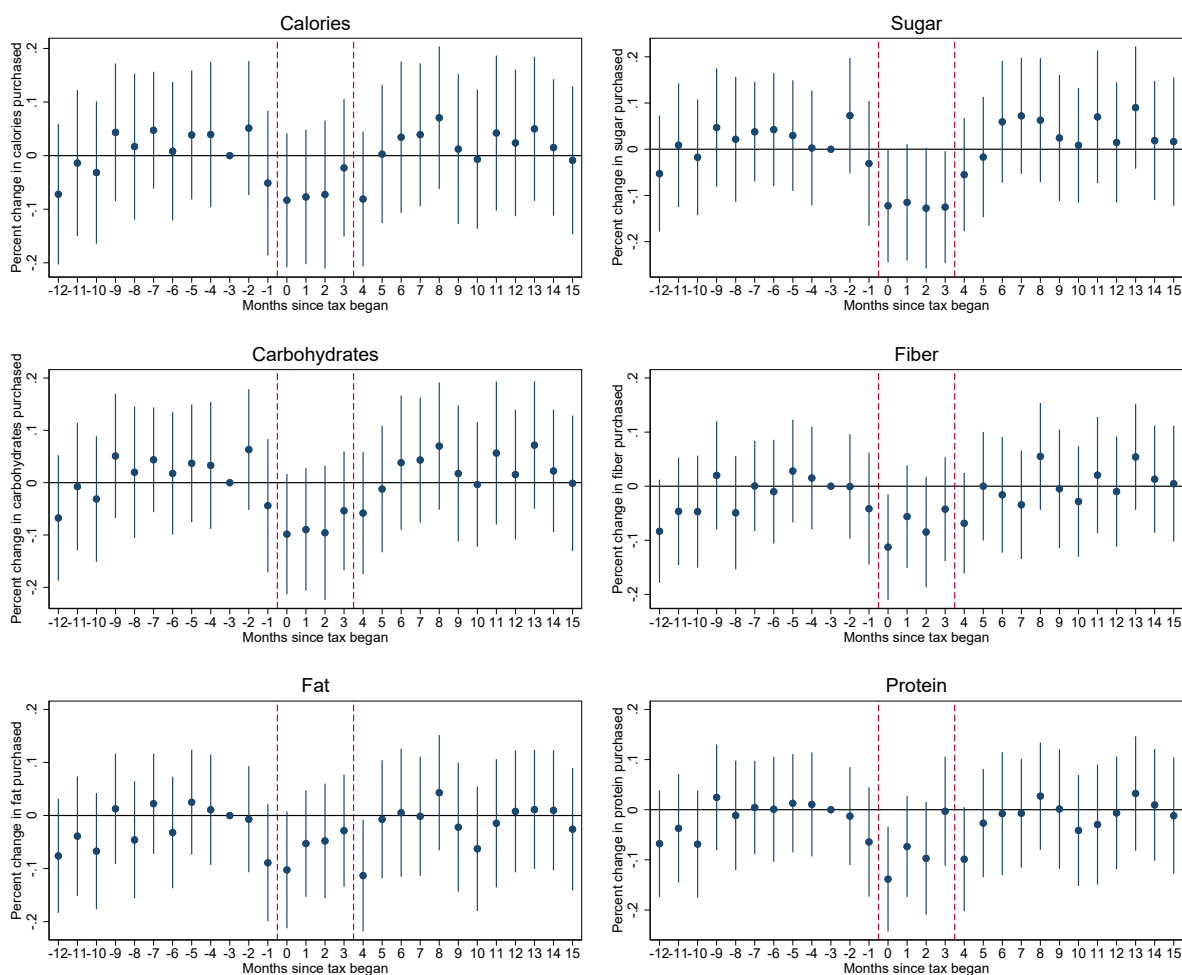 Calories
Percent change in calories purchased
.2
.1
0
-.1
-.2
-12 -11 -10 -9 -8 -7 -6 -5 -4 -3 -2 -1 0 1 2 3 4 5 6 7 8 9 10 11 12 13 14 15
Months since tax began
Sugar
Percent change in sugar purchased
.2
.1
0
-.1
-.2
-12 -11 -10 -9 -8 -7 -6 -5 -4 -3 -2 -1 0 1 2 3 4 5 6 7 8 9 10 11 12 13 14 15
Months since tax began
Carbohydrates
Percent change in carbohydrates purchased
.2
.1
0
-.1
-.2
-12 -11 -10 -9 -8 -7 -6 -5 -4 -3 -2 -1 0 1 2 3 4 5 6 7 8 9 10 11 12 13 14 15
Months since tax began
Fiber
Percent change in fiber purchased
.2
.1
0
-.1
-.2
-12 -11 -10 -9 -8 -7 -6 -5 -4 -3 -2 -1 0 1 2 3 4 5 6 7 8 9 10 11 12 13 14 15
Months since tax began
Fat
Percent change in fat purchased
.2
.1
0
-.1
-.2
-12 -11 -10 -9 -8 -7 -6 -5 -4 -3 -2 -1 0 1 2 3 4 5 6 7 8 9 10 11 12 13 14 15
Months since tax began
Protein
Percent change in protein purchased
.2
.1
0
-.1
-.2
-12 -11 -10 -9 -8 -7 -6 -5 -4 -3 -2 -1 0 1 2 3 4 5 6 7 8 9 10 11 12 13 14 15
Months since tax began